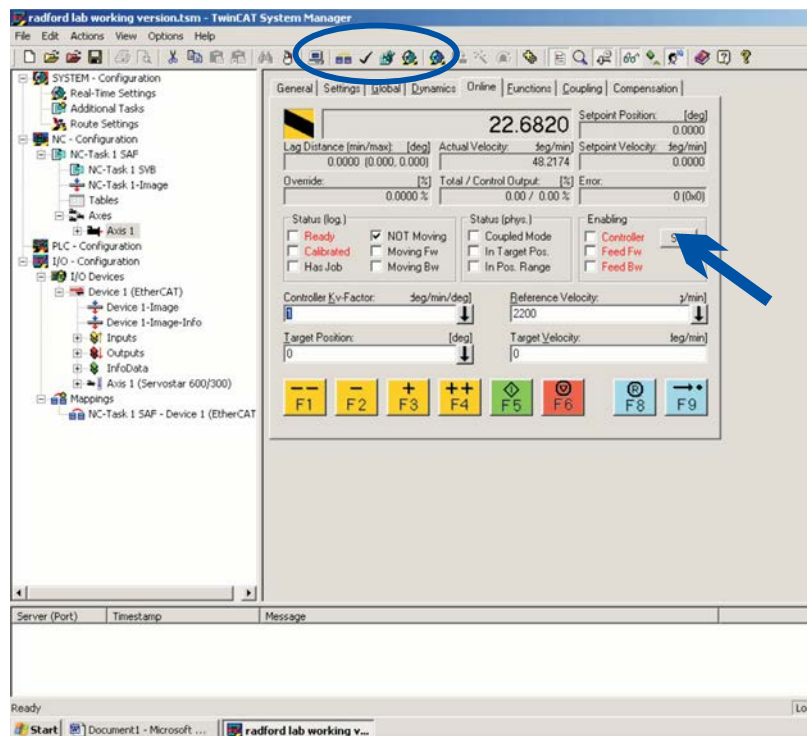 radford lab working version.tsm - TwinCAT System Manager
File Edit Actions View Options Help
SYSTEM - Configuration
Real-Time Settings
Additional Tasks
Route Settings
NC - Configuration
NC-Task 1 SAF
NC-Task 1 SVB
NC-Task 1-Image
Tables
Axes
Axis 1
PLC - Configuration
I/O - Configuration
I/O Devices
Device 1 (EtherCAT)
Device 1-Image
Device 1-Image-Info
Inputs
Outputs
InfoData
Axis 1 (Servostar 600/300)
Mappings
NC-Task 1 SAF - Device 1 (EtherCAT
General Settings Global Dynamics Online Functions Coupling Compensation
22.6820
Setpoint Position: [deg]
0.0000
Lag Distance (min/max): [deg] Actual Velocity: deg/min] Setpoint Velocity: deg/min]
0.0000 (0.000, 0.000) 48.2174 0.0000
Override: [%] Total / Control Output: [%] Error:
0.0000 % 0.00 / 0.00 % 0 (0x0)
Status (log.) Status (phys.) Enabling
Ready NOT Moving Coupled Mode Controller
Calibrated Moving Fw In Target Pos. Feed Fw
Has Job Moving Bw In Pos. Range Feed Bw
Controller Kv-Factor: deg/min/deg] Reference Velocity: /min]
1 2200
Target Position: [deg] Target Velocity: deg/min]
0 0
-- - + ++ R
F1 F2 F3 F4 F5 F6 F8 F9
Server (Port) Timestamp Message
Ready Lo
Start Document1 - Microsoft ... radford lab working v...